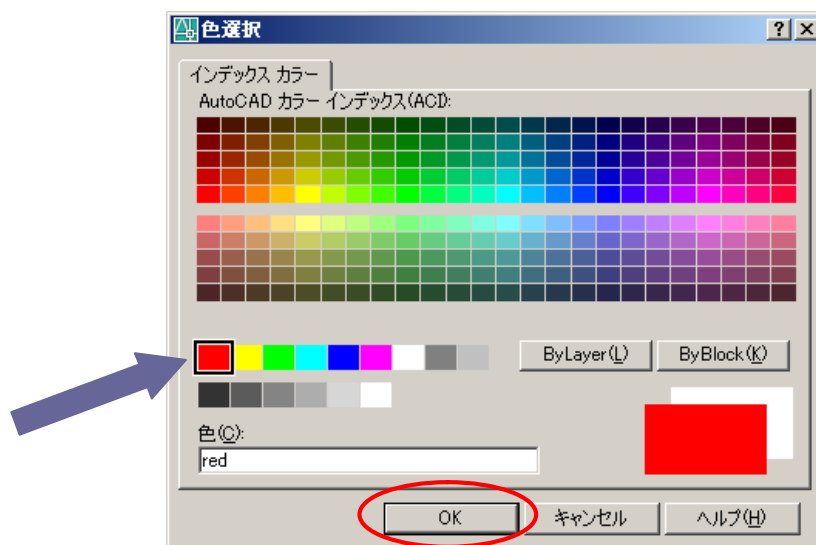 色選択
インデックス カラー
AutoCAD カラー インデックス(ACI):
ByLayer(L) ByBlock(K)
色(C):
red
OK キャンセル ヘルプ(H)